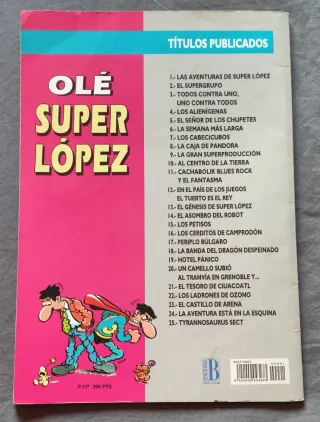 TÍTULOS PUBLICADOS
OLÉ
SUPER
LÓPEZ
1.- LAS AVENTURAS DE SUPER LÓPEZ
2.- EL SUPERGRUPO
3.- TODOS CONTRA UNO,
UNO CONTRA TODOS
4.- LOS ALIENÍGENAS
5.- EL SEÑOR DE LOS CHUPETES
6.- LA SEMANA MÁS LARGA
7.- LOS CABECICUBOS
8.- LA CAJA DE PANDORA
9.- LA GRAN SUPERPRODUCCIÓN
10.- AL CENTRO DE LA TIERRA
11.- CACHABOLIK BLUES ROCK
Y EL FANTASMA
12.- EN EL PAÍS DE LOS JUEGOS
EL TUERTO ES EL REY
13.- EL GÉNESIS DE SUPER LÓPEZ
14.- EL ASOMBRO DEL ROBOT
15.- LOS PETISOS
16.- LOS CERDITOS DE CAMPRODÓN
17.- PERIPLO BÚLGARO
18.- LA BANDA DEL DRAGÓN DESPEINADO
19.- HOTEL PÁNICO
20.- UN CAMELLO SUBIÓ
AL TRANVÍA EN GRENOBLE Y...
21.- EL TESORO DE CIUACOATL
22.- LOS LADRONES DE OZONO
23.- EL CASTILLO DE ARENA
24.- LA AVENTURA ESTÁ EN LA ESQUINA
25.- TYRANNOSAURUS SECT
EDICIONES
B
P.V.P.
PTS.